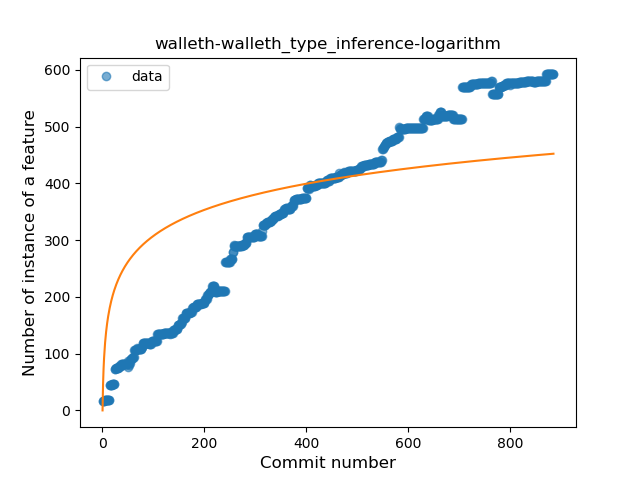 walleth-walleth_type_inference-logarithm
data
Number of instance of a feature
600
500
400
300
200
100
0
0 200 400 600 800
Commit number